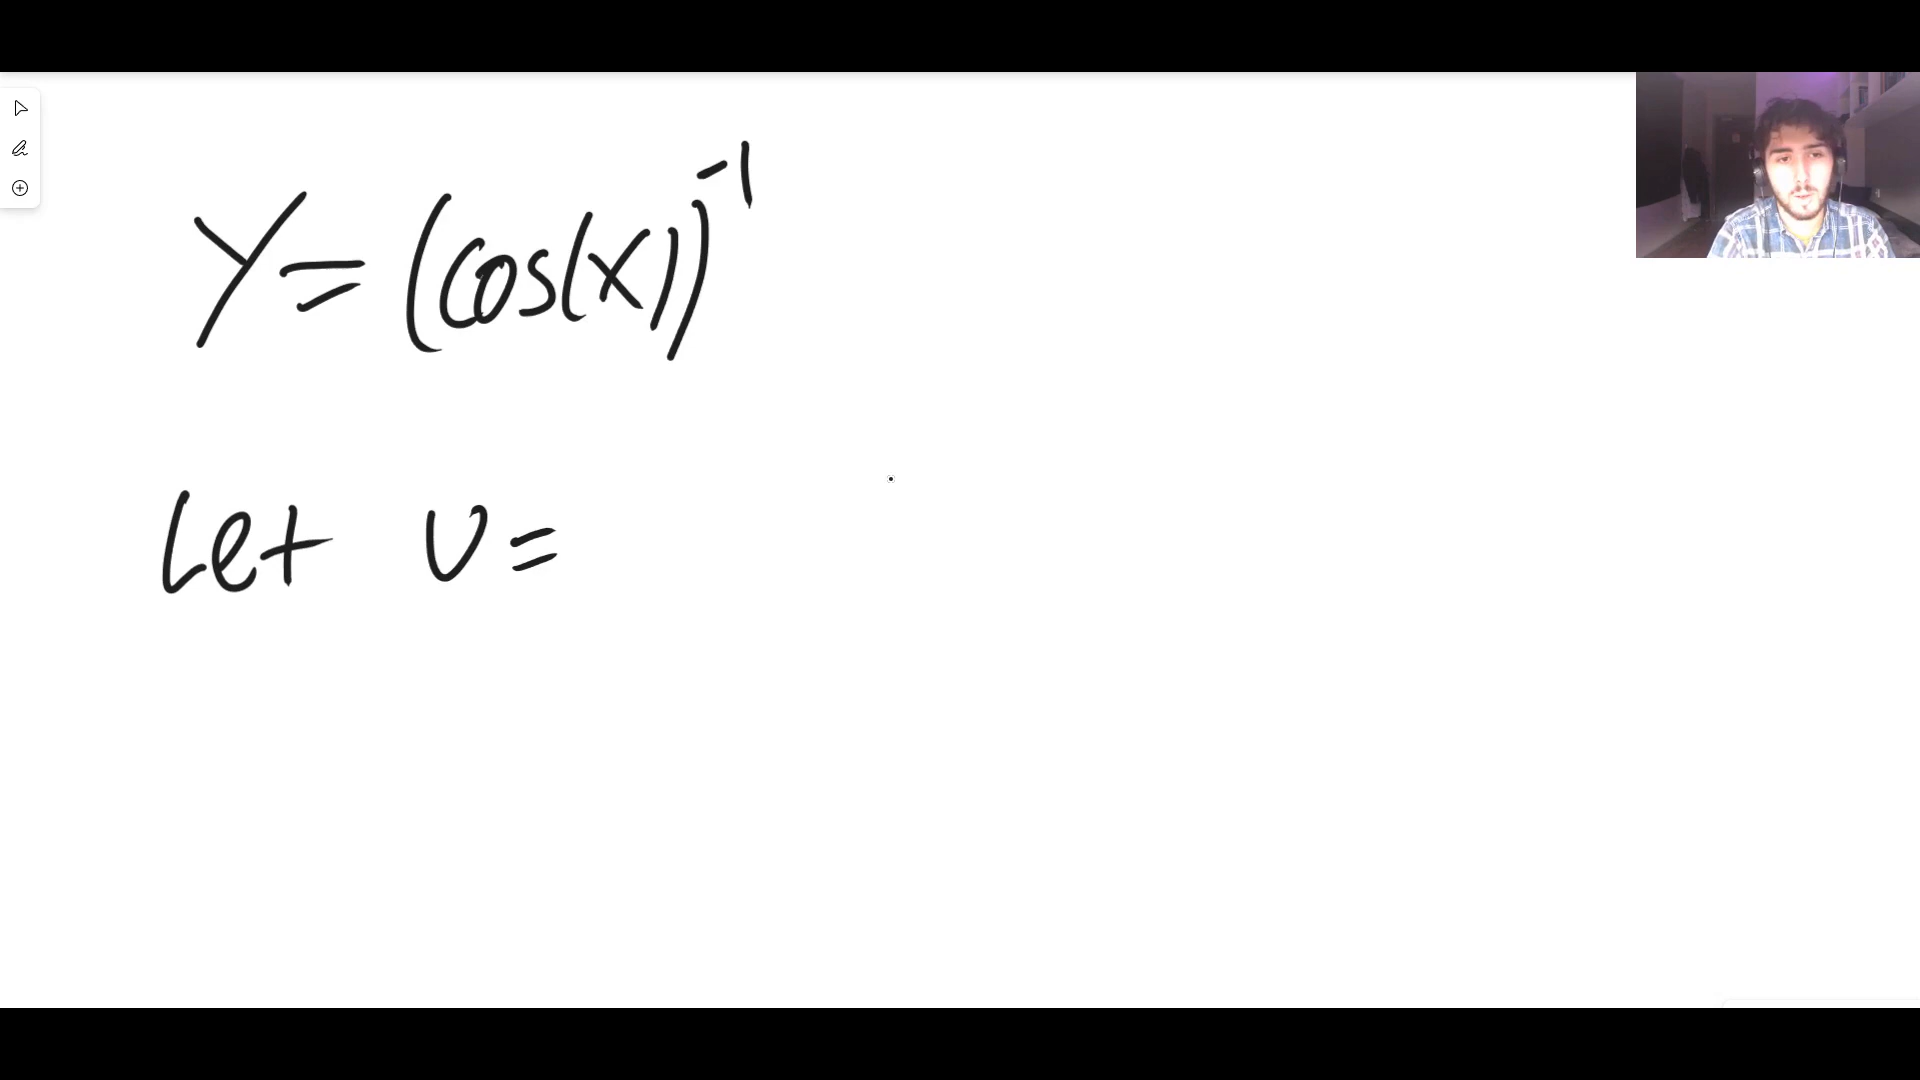 Y=(cos(x))⁻¹
Let U=